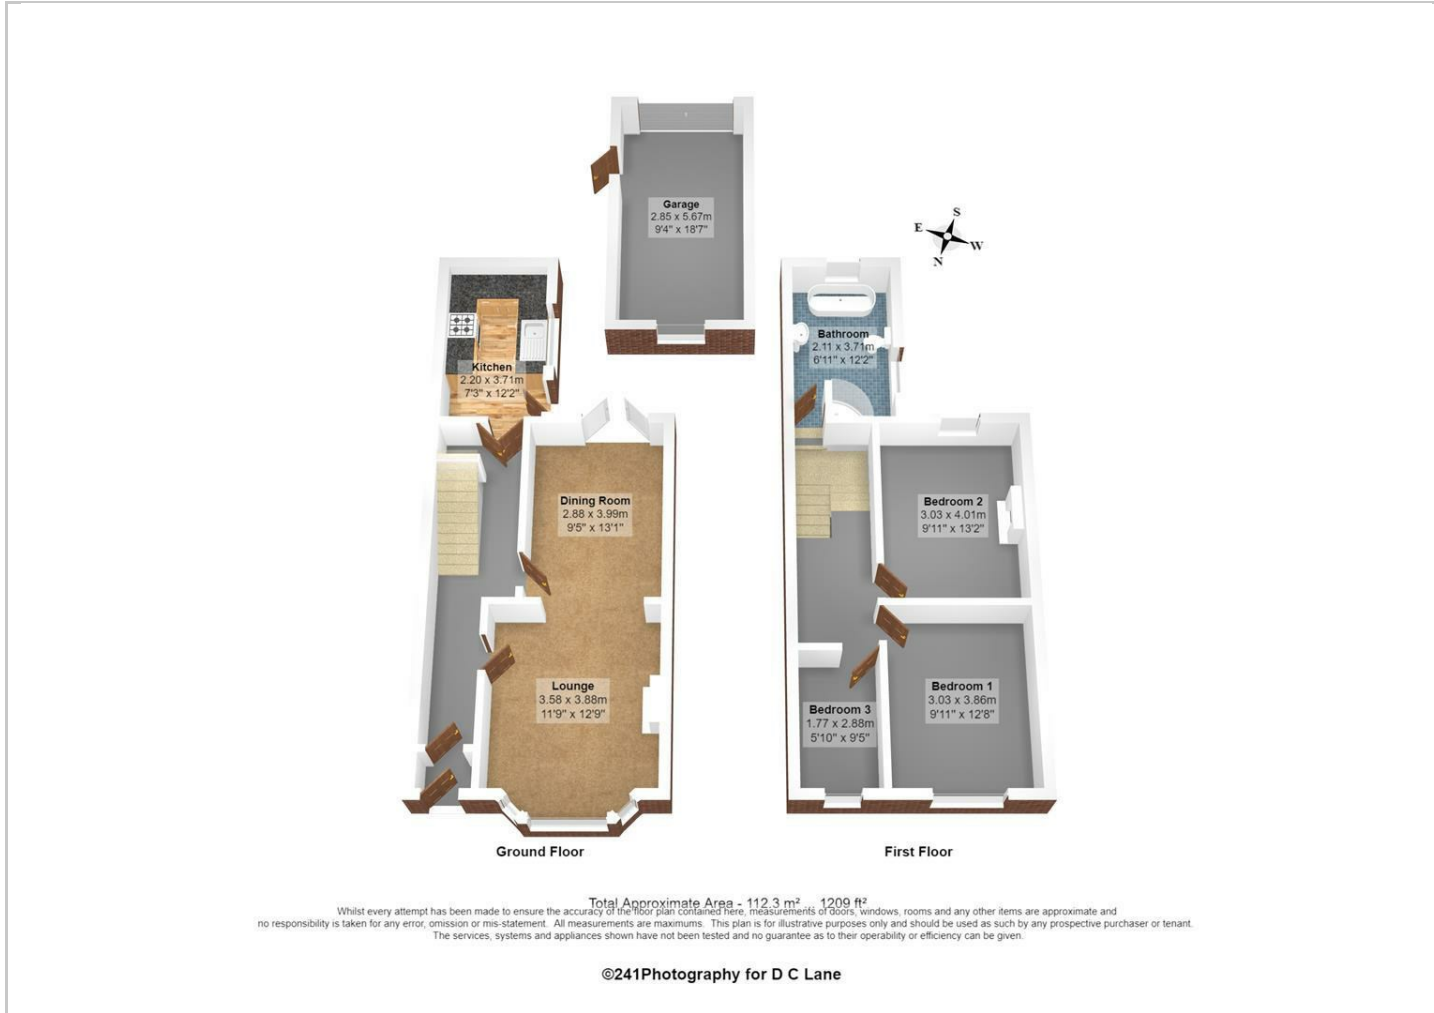 Garage
2.85 x 5.67m
9'4" x 18'7"
S
E
W
N
Kitchen
2.20 x 3.71m
7'3" x 12'2"
Bathroom
2.11 x 3.71m
6'11" x 12'2"
Dining Room
2.88 x 3.99m
9'5" x 13'1"
Bedroom 2
3.03 x 4.01m
9'11" x 13'2"
Lounge
3.58 x 3.88m
11'9" x 12'9"
Bedroom 3
1.77 x 2.88m
5'10" x 9'5"
Bedroom 1
3.03 x 3.86m
9'11" x 12'8"
Ground Floor
First Floor
Total Approximate Area - 112.3 m² ... 1209 ft²
Whilst every attempt has been made to ensure the accuracy of the floor plan contained here, measurements of doors, windows, rooms and any other items are approximate and
no responsibility is taken for any error, omission or mis-statement. All measurements are maximums. This plan is for illustrative purposes only and should be used as such by any prospective purchaser or tenant.
The services, systems and appliances shown have not been tested and no guarantee as to their operability or efficiency can be given.
©241Photography for D C Lane